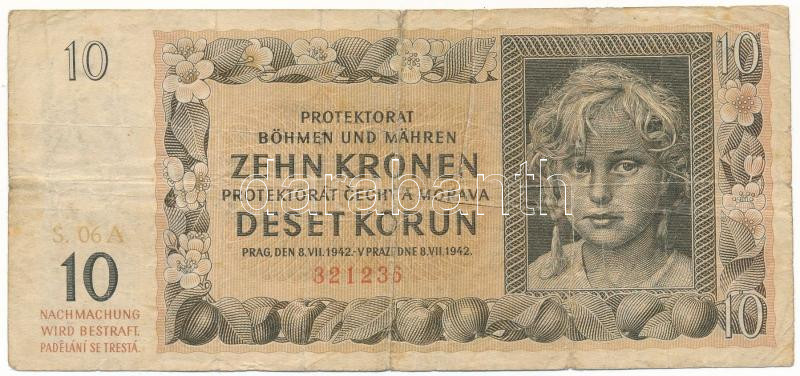 10
PROTEKTORAT
BÖHMEN UND MÄHREN
ZEHN KRONEN
PROTEKTORÁT ČECHY A MORAVA
DESET KORUN
PRAG, DEN 8. VII. 1942.-V PRAZE DNE 8. VII. 1942.
321236
S. 06 A
10
NACHMACHUNG
WIRD BESTRAFT.
PADĚLÁNÍ SE TRESTÁ.
10
10
darabanth